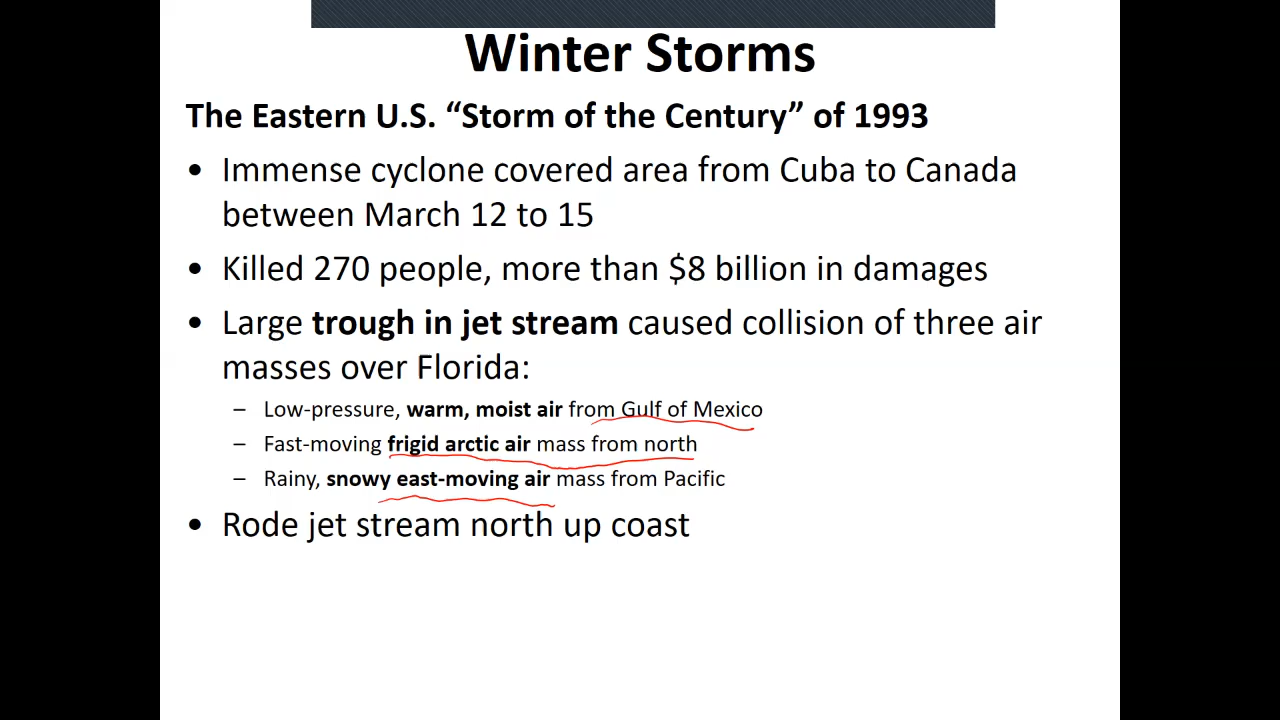 Winter Storms
The Eastern U.S. “Storm of the Century” of 1993
• Immense cyclone covered area from Cuba to Canada
between March 12 to 15
• Killed 270 people, more than $8 billion in damages
• Large trough in jet stream caused collision of three air
masses over Florida:
– Low-pressure, warm, moist air from Gulf of Mexico
– Fast-moving frigid arctic air mass from north
– Rainy, snowy east-moving air mass from Pacific
• Rode jet stream north up coast